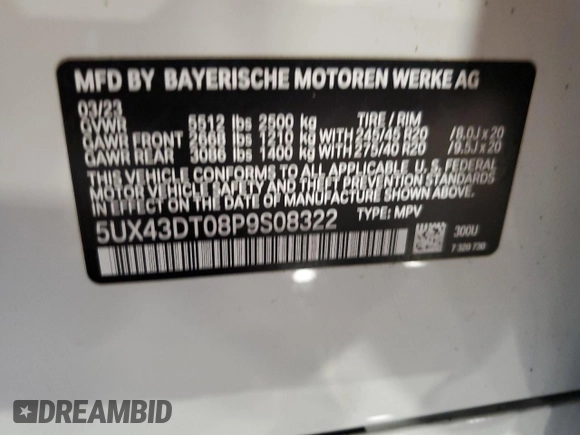 MFD BY BAYERISCHE MOTOREN WERKE AG
03/23 TIRE / RIM
GVWR 5512 lbs 2500 kg
GAWR FRONT 2668 lbs 1210 kg WITH 245/45 R20 /8.0J x 20
GAWR REAR 3086 lbs 1400 kg WITH 275/40 R20 /9.5J x 20
THIS VEHICLE CONFORMS TO ALL APPLICABLE, U.S. FEDERAL
MOTOR VEHICLE SAFETY AND THEFT PREVENTION STANDARDS
IN EFFECT ON THE DATE OF MANUFACTURE SHOWN ABOVE.
5UX43DT08P9S08322 TYPE: MPV
300U
7 320 730
DREAMBID